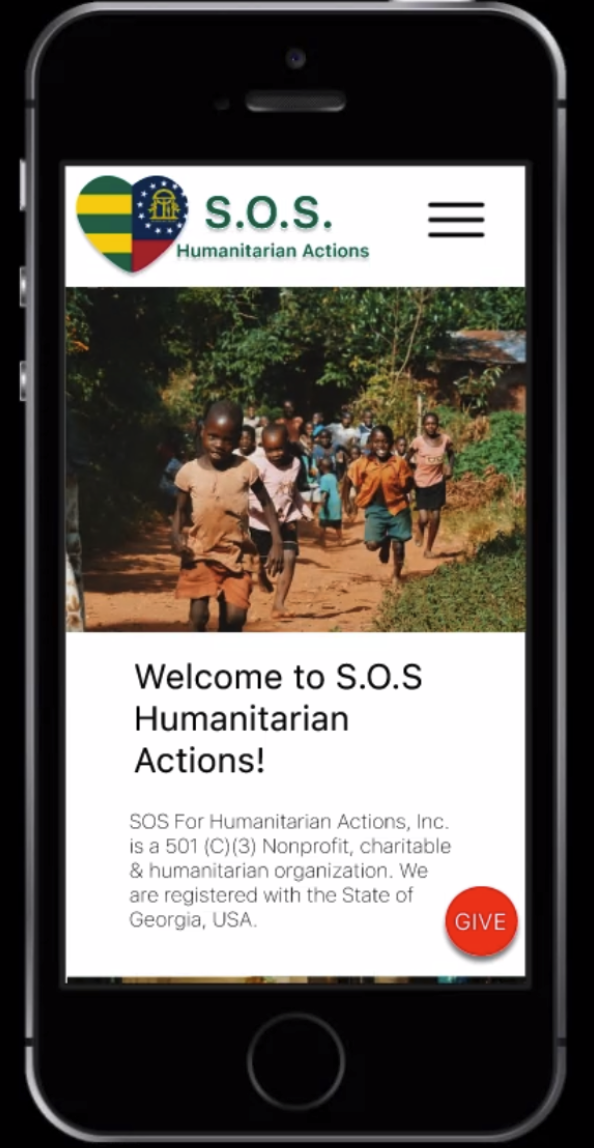 S.O.S.
Humanitarian Actions
Welcome to S.O.S
Humanitarian
Actions!
SOS For Humanitarian Actions, Inc.
is a 501 (C)(3) Nonprofit, charitable
& humanitarian organization. We
are registered with the State of
Georgia, USA.
GIVE